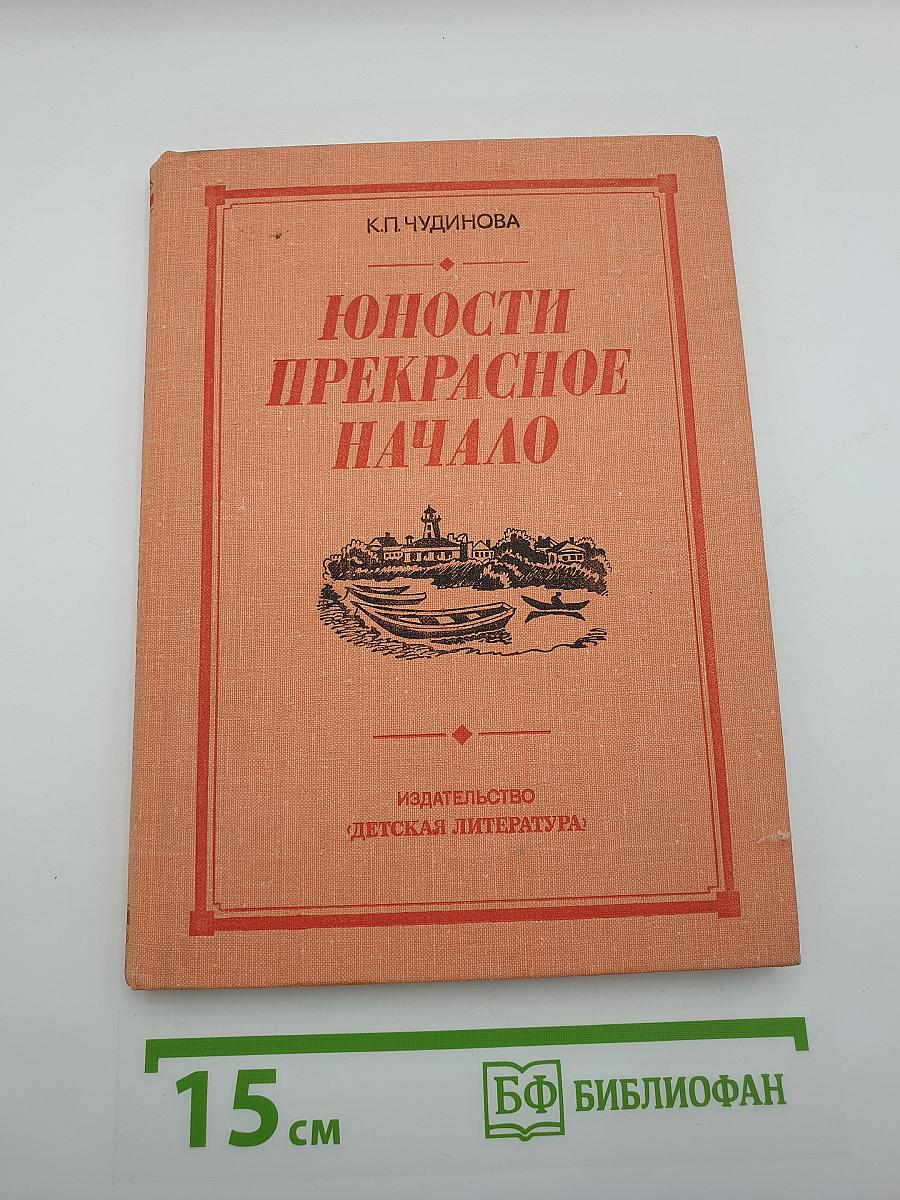 К.П. ЧУДИНОВА
ЮНОСТИ
ПРЕКРАСНОЕ
НАЧАЛО
ИЗДАТЕЛЬСТВО
«ДЕТСКАЯ ЛИТЕРАТУРА»
15 см
БФ БИБЛИОФАН